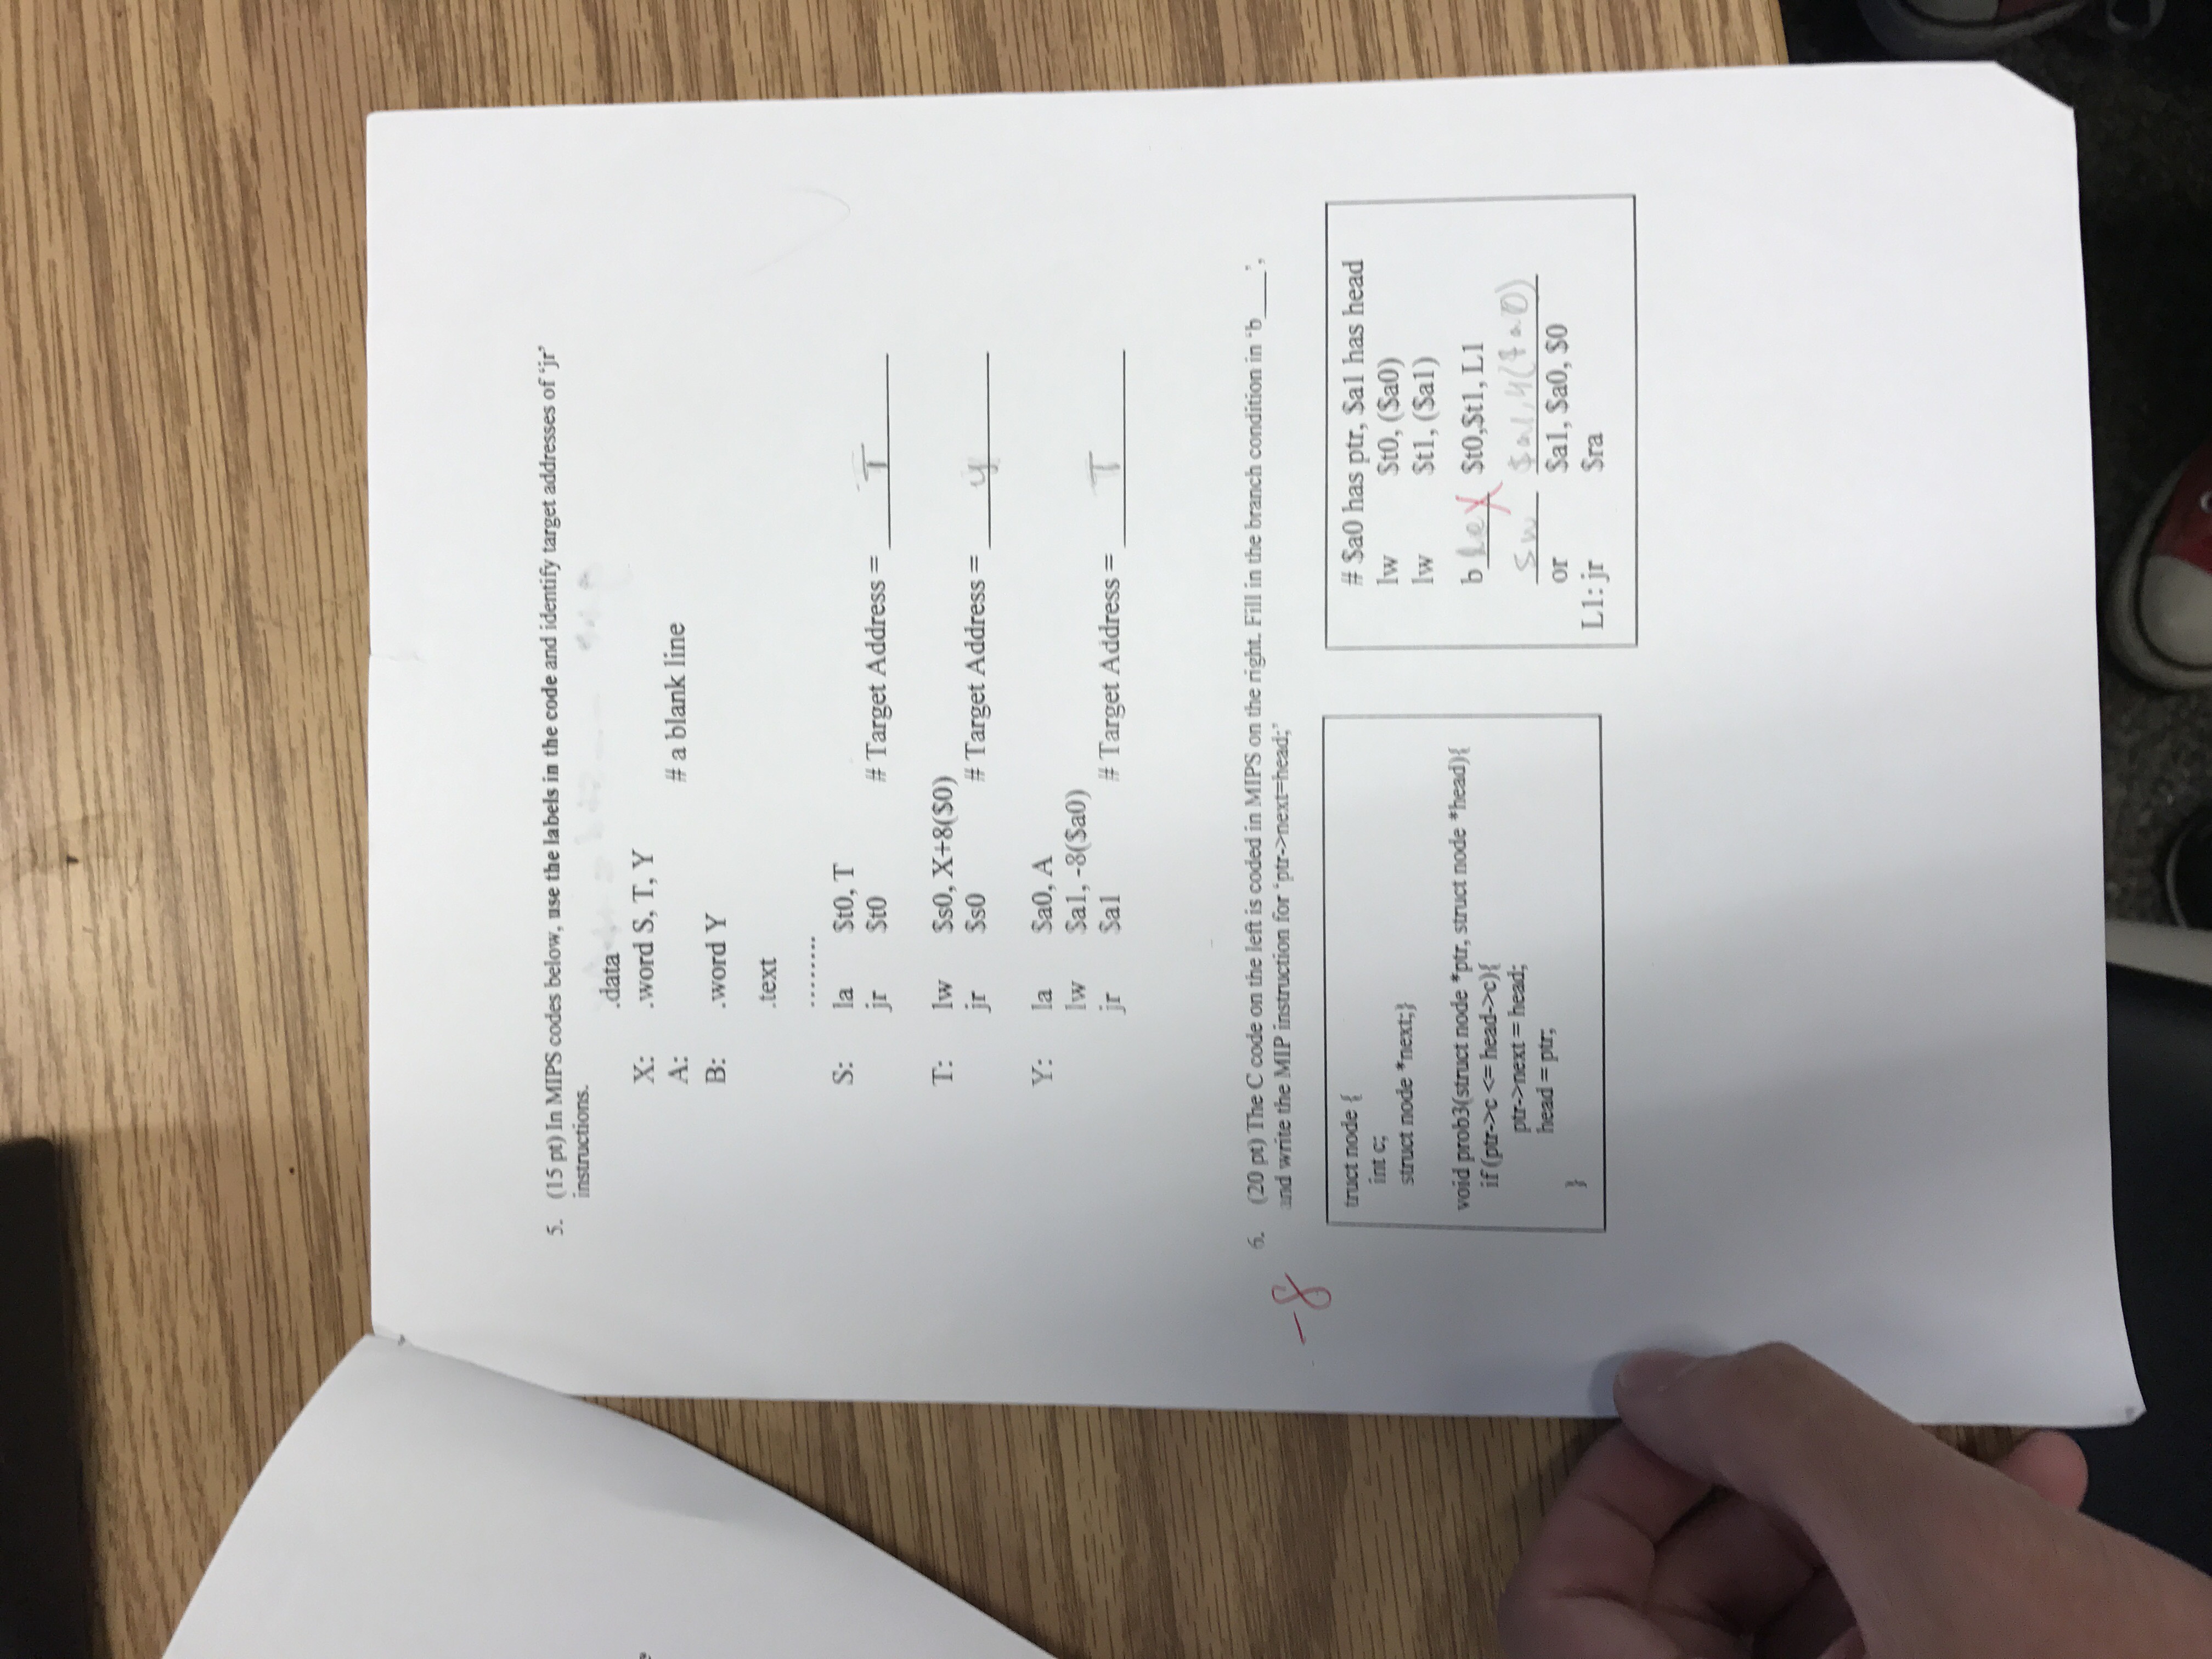 5. (15 pt) In MIPS codes below, use the labels in the code and identify target addresses of ‘jr’
instructions.
.data
X: .word S, T, Y
A: # a blank line
B: .word Y
.text
........
S: la $t0, T
jr $t0 # Target Address = T
T: lw $s0, X+8($0)
jr $s0 # Target Address = y
Y: la $a0, A
lw $a1, -8($a0)
jr $a1 # Target Address = T
6. (20 pt) The C code on the left is coded in MIPS on the right. Fill in the branch condition in ‘b____’,
and write the MIP instruction for ‘ptr->next=head;’
-8
truct node {
int c;
struct node *next;}
void prob3(struct node *ptr, struct node *head){
if (ptr->c <= head->c){
ptr->next = head;
head = ptr;
}
# $a0 has ptr, $a1 has head
lw $t0, ($a0)
lw $t1, ($a1)
b le $t0,$t1, L1
sw $a1, 4($a0)
or $a1, $a0, $0
L1: jr $ra